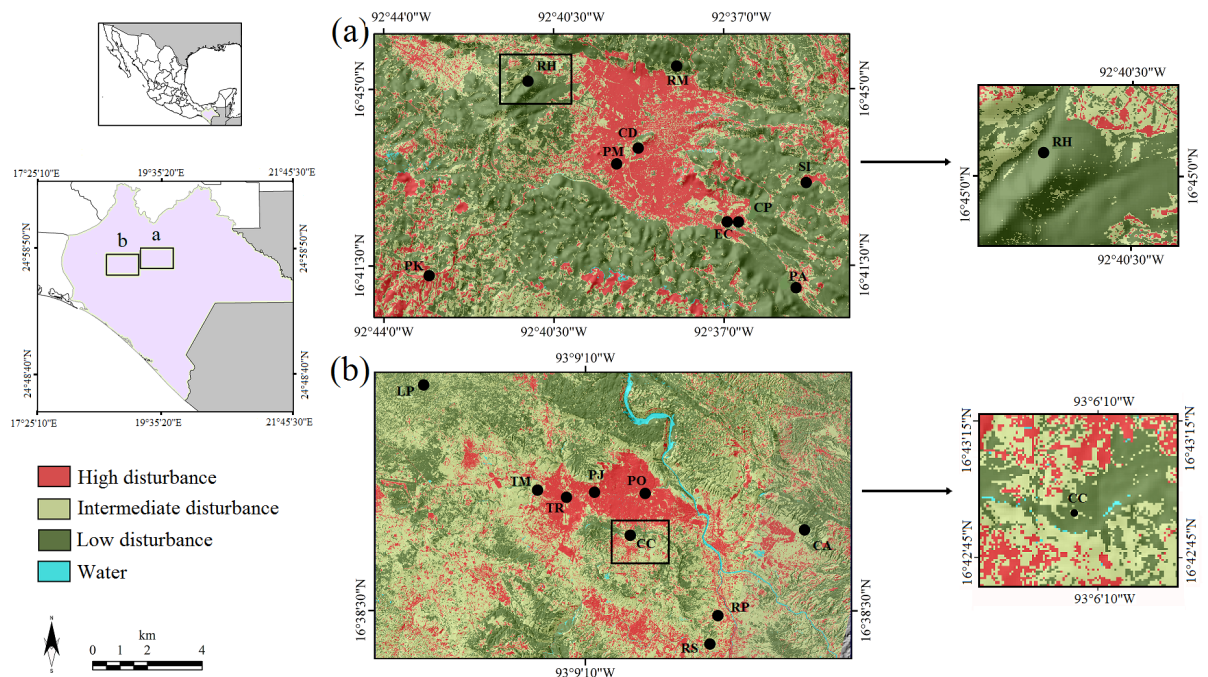 92°44'0"W
92°40'30"W
92°37'0"W
(a)
RH
RM
16°45'0"N
16°45'0"N
CD
PM
SI
CP
EC
PK
PA
16°41'30"N
16°41'30"N
92°44'0"W
92°40'30"W
92°37'0"W
92°40'30"W
RH
16°45'0"N
16°45'0"N
92°40'30"W
17°25'10"E
19°35'20"E
21°45'30"E
b
a
24°58'50"N
24°58'50"N
24°48'40"N
24°48'40"N
17°25'10"E
19°35'20"E
21°45'30"E
93°9'10"W
(b)
LP
TM
TR
PJ
PO
CC
CA
RP
RS
16°38'30"N
16°38'30"N
93°9'10"W
93°6'10"W
16°43'15"N
16°43'15"N
CC
16°42'45"N
16°42'45"N
93°6'10"W
High disturbance
Intermediate disturbance
Low disturbance
Water
N
S
km
0 1 2 4